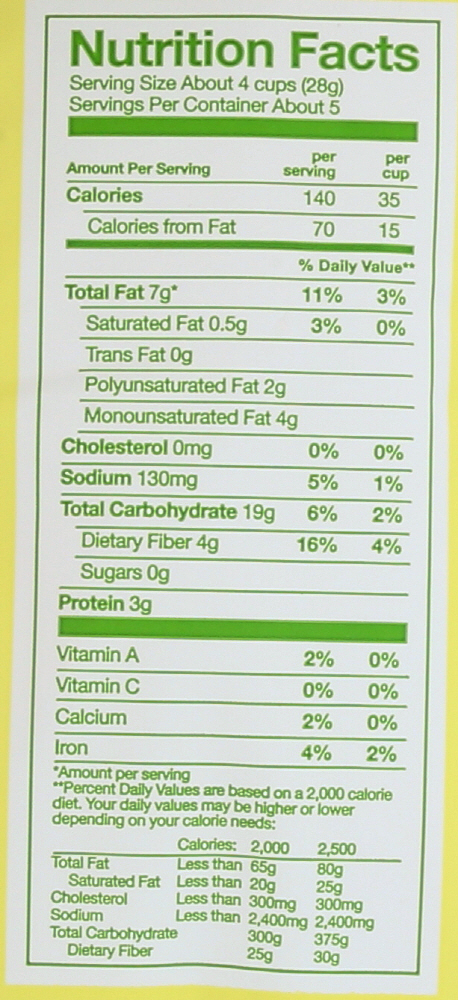 Nutrition Facts
Serving Size About 4 cups (28g)
Servings Per Container About 5
Amount Per Serving per serving per cup
Calories 140 35
Calories from Fat 70 15
% Daily Value**
Total Fat 7g* 11% 3%
Saturated Fat 0.5g 3% 0%
Trans Fat 0g
Polyunsaturated Fat 2g
Monounsaturated Fat 4g
Cholesterol 0mg 0% 0%
Sodium 130mg 5% 1%
Total Carbohydrate 19g 6% 2%
Dietary Fiber 4g 16% 4%
Sugars 0g
Protein 3g
Vitamin A 2% 0%
Vitamin C 0% 0%
Calcium 2% 0%
Iron 4% 2%
*Amount per serving
**Percent Daily Values are based on a 2,000 calorie
diet. Your daily values may be higher or lower
depending on your calorie needs:
Calories: 2,000 2,500
Total Fat Less than 65g 80g
Saturated Fat Less than 20g 25g
Cholesterol Less than 300mg 300mg
Sodium Less than 2,400mg 2,400mg
Total Carbohydrate 300g 375g
Dietary Fiber 25g 30g